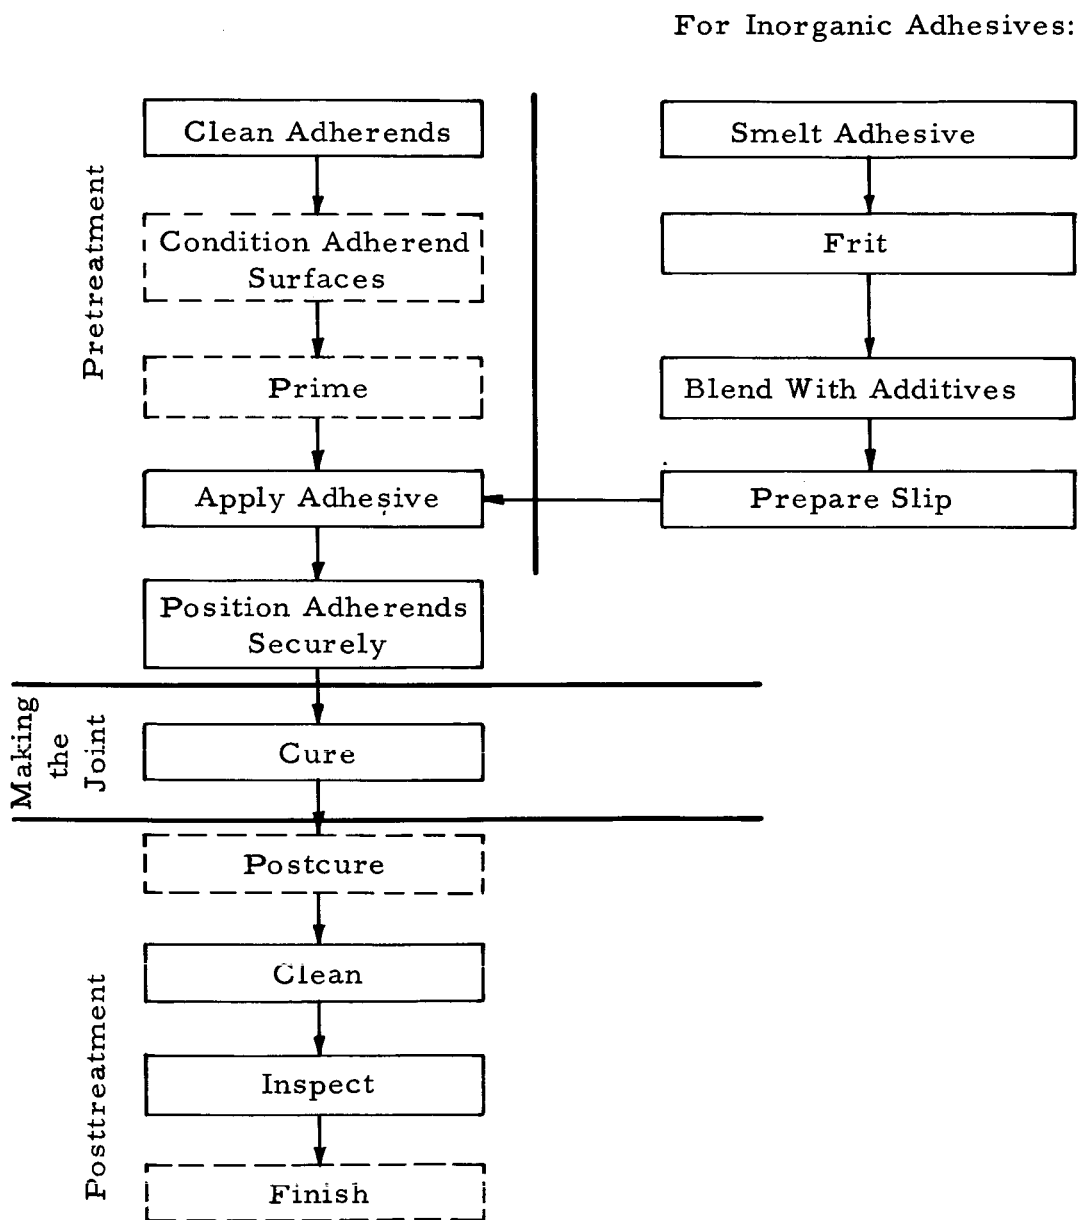 For Inorganic Adhesives:
Pretreatment
Clean Adherends
Condition Adherend
Surfaces
Prime
Apply Adhesive
Position Adherends
Securely
Smelt Adhesive
Frit
Blend With Additives
Prepare Slip
Making
the
Joint
Cure
Posttreatment
Postcure
Clean
Inspect
Finish